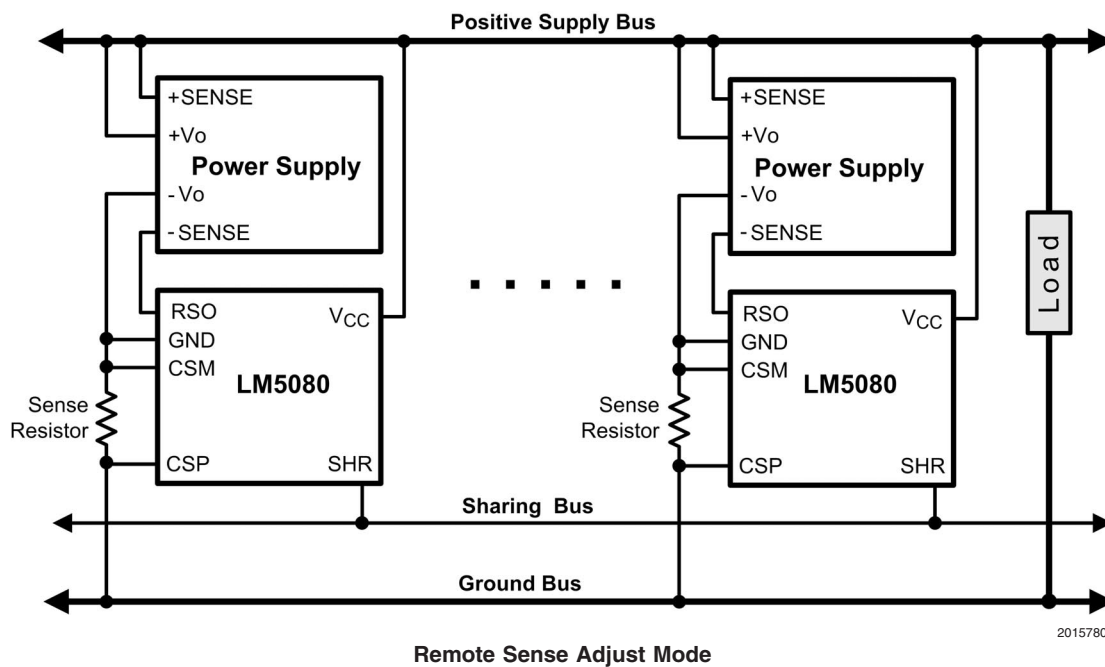 Positive Supply Bus
+SENSE
+Vo
Power Supply
-Vo
-SENSE
RSO
VCC
GND
CSM
LM5080
Sense
Resistor
CSP
SHR
+SENSE
+Vo
Power Supply
-Vo
-SENSE
RSO
VCC
GND
CSM
LM5080
Sense
Resistor
CSP
SHR
Load
Sharing Bus
Ground Bus
2015780
Remote Sense Adjust Mode